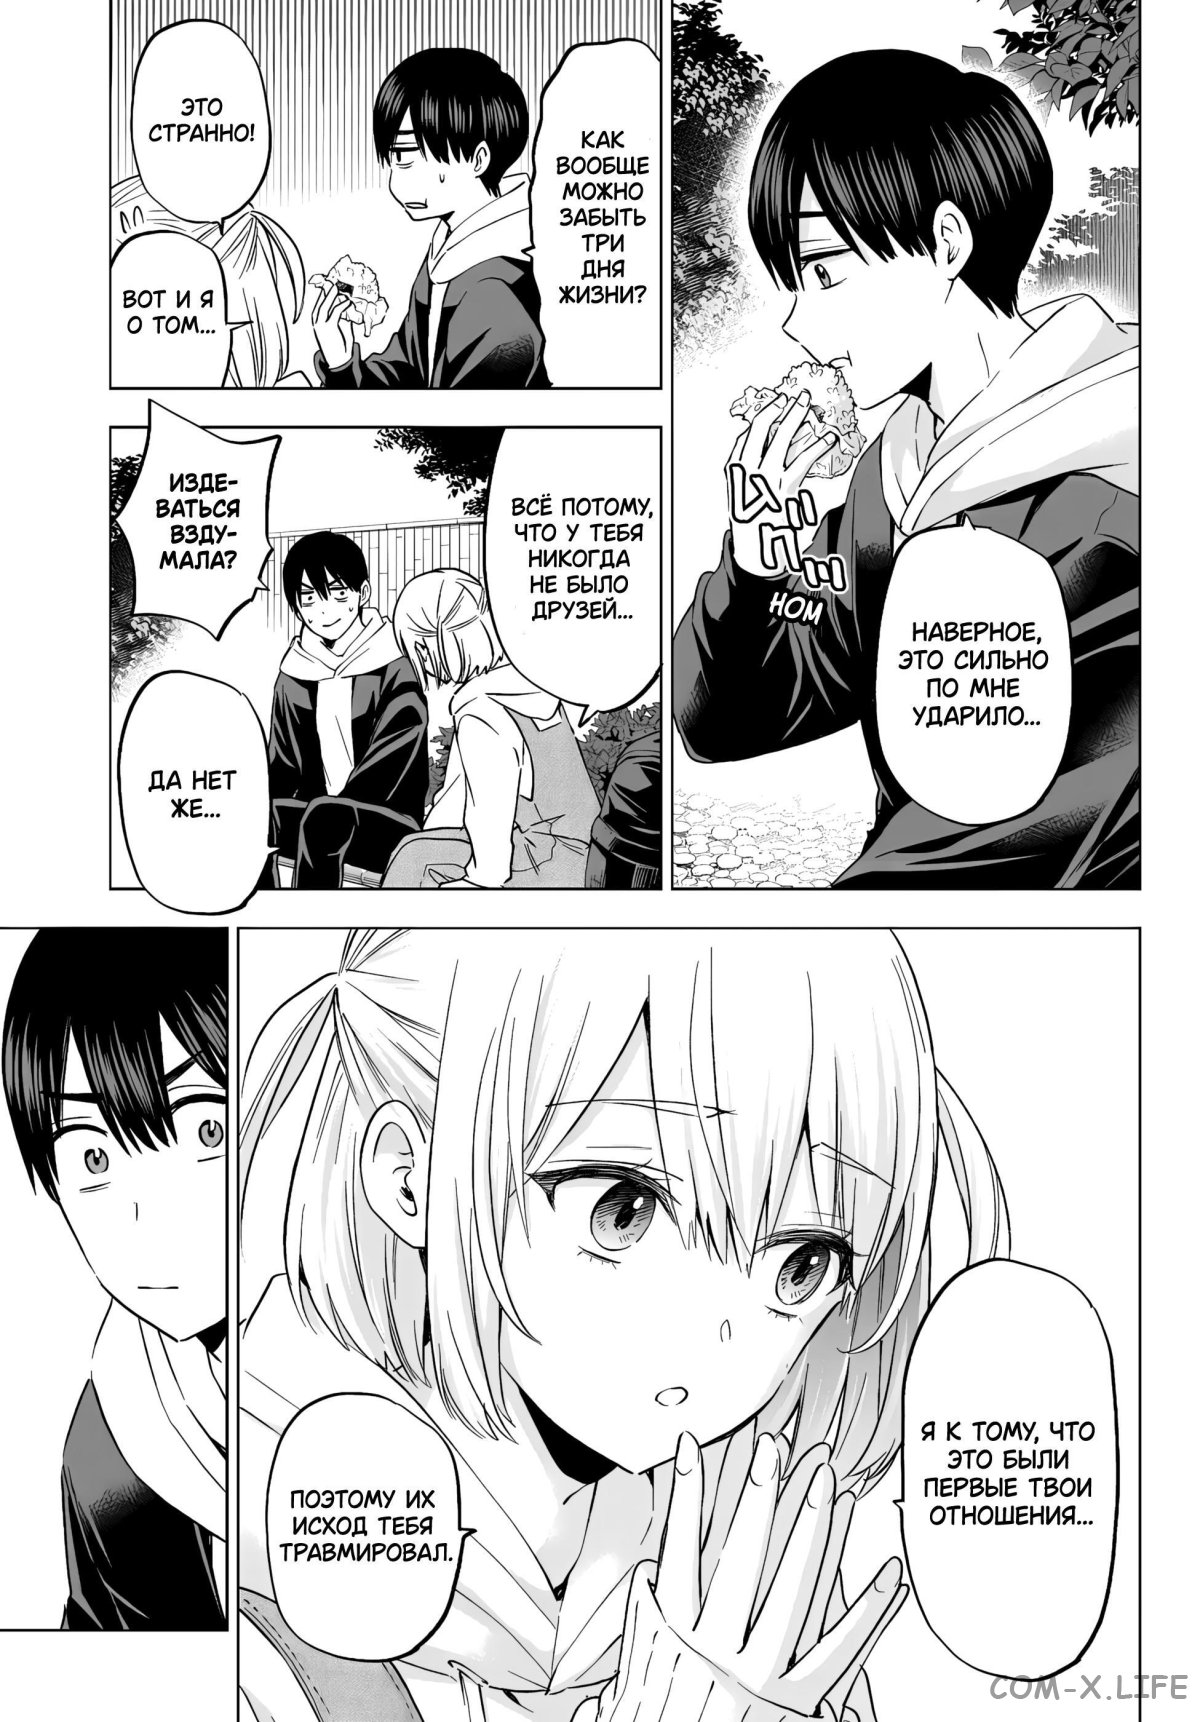 НАВЕРНОЕ,
ЭТО СИЛЬНО
ПО МНЕ
УДАРИЛО...
НОМ
КАК
ВООБЩЕ
МОЖНО
ЗАБЫТЬ
ТРИ
ДНЯ
ЖИЗНИ?
ЭТО
СТРАННО!
ВОТ И Я
О ТОМ...
ВСЁ ПОТОМУ,
ЧТО У ТЕБЯ
НИКОГДА
НЕ БЫЛО
ДРУЗЕЙ...
ИЗДЕ-
ВАТЬСЯ
ВЗДУ-
МАЛА?
ДА НЕТ
ЖЕ...
Я К ТОМУ, ЧТО
ЭТО БЫЛИ
ПЕРВЫЕ ТВОИ
ОТНОШЕНИЯ...
ПОЭТОМУ ИХ
ИСХОД ТЕБЯ
ТРАВМИРОВАЛ.
COM-X.LIFE